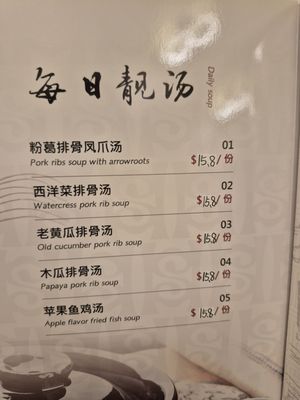 每日靓汤
Daily soup
粉葛排骨凤爪汤 01
Pork ribs soup with arrowroots $15.8/份
西洋菜排骨汤 02
Watercress pork rib soup $15.8/份
老黄瓜排骨汤 03
Old cucumber pork rib soup $15.8/份
木瓜排骨汤 04
Papaya pork rib soup $15.8/份
苹果鱼鸡汤 05
Apple flavor fried fish soup $15.8/份